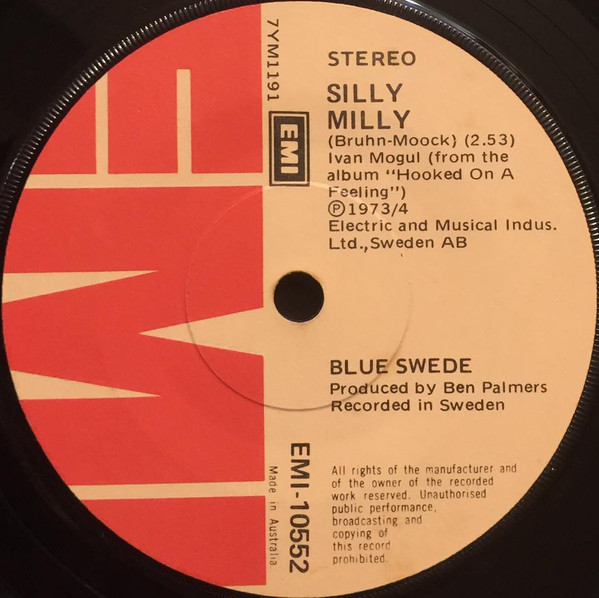 STEREO
7YM1191
SILLY
MILLY
EMI
(Bruhn-Moock) (2.53)
Ivan Mogul (from the
album "Hooked On A
Feeling")
Ⓟ1973/4
Electric and Musical Indus.
Ltd.,Sweden AB
BLUE SWEDE
Produced by Ben Palmers
Recorded in Sweden
EMI-10552
Made in Australia
All rights of the manufacturer and
of the owner of the recorded
work reserved. Unauthorised
public performance,
broadcasting and
copying of
this record
prohibited.
EMI